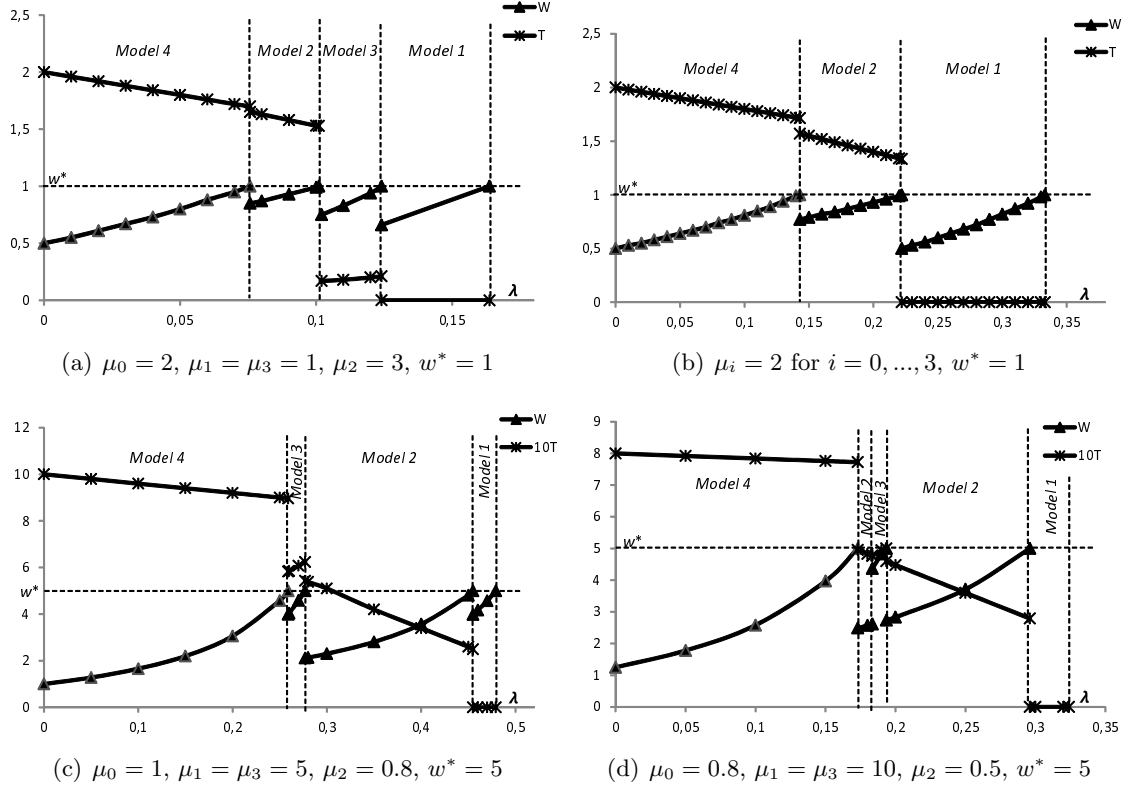 W
T
2,5
2
1,5
1
0,5
0
Model 4
Model 2
Model 3
Model 1
w*
λ
0
0,05
0,1
0,15
(a) μ0 = 2, μ1 = μ3 = 1, μ2 = 3, w* = 1
W
T
2,5
2
1,5
1
0,5
0
Model 4
Model 2
Model 1
w*
λ
0
0,05
0,1
0,15
0,2
0,25
0,3
0,35
(b) μi = 2 for i = 0, ..., 3, w* = 1
W
10T
12
10
8
6
4
2
0
Model 4
Model 3
Model 2
Model 1
w*
λ
0
0,1
0,2
0,3
0,4
0,5
(c) μ0 = 1, μ1 = μ3 = 5, μ2 = 0.8, w* = 5
W
10T
9
8
7
6
5
4
3
2
1
0
Model 4
Model 2
Model 3
Model 2
Model 1
w*
λ
0
0,05
0,1
0,15
0,2
0,25
0,3
0,35
(d) μ0 = 0.8, μ1 = μ3 = 10, μ2 = 0.5, w* = 5